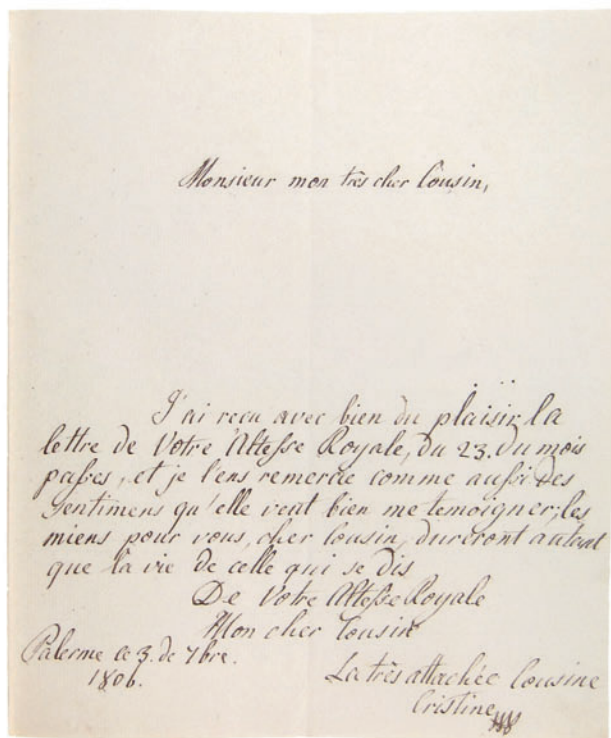 Monsieur mon très cher Cousin,
J'ai reçu avec bien du plaisir la
lettre de Votre Altesse Royale, du 23. du mois
passes, et je l'ens remercie comme aussi des
sentimens qu'elle veut bien me temoigner; les
miens pour vous, cher Cousin, dureront autant
que la vie de celle qui se dis
De Votre Altesse Royale
Mon cher Cousin
Palerme ce 3. de 7bre.
1806.
La très attachée Cousine
Cristine